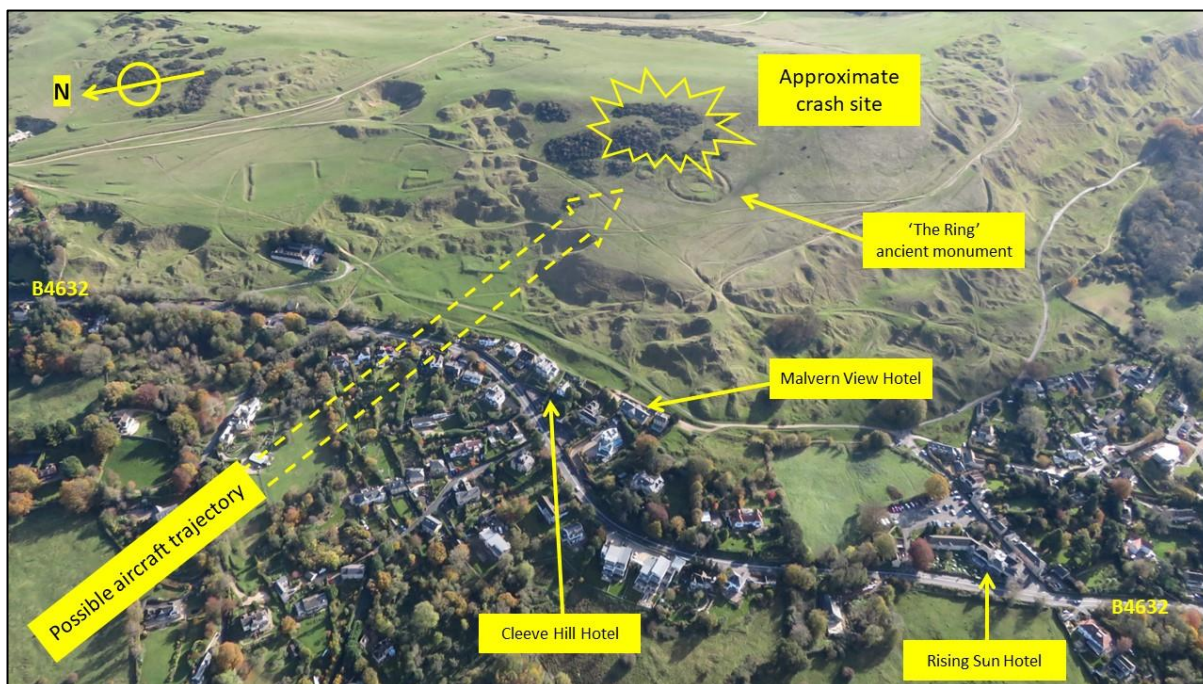 N
Approximate
crash site
‘The Ring’
ancient monument
B4632
Malvern View Hotel
Possible aircraft trajectory
Cleeve Hill Hotel
B4632
Rising Sun Hotel